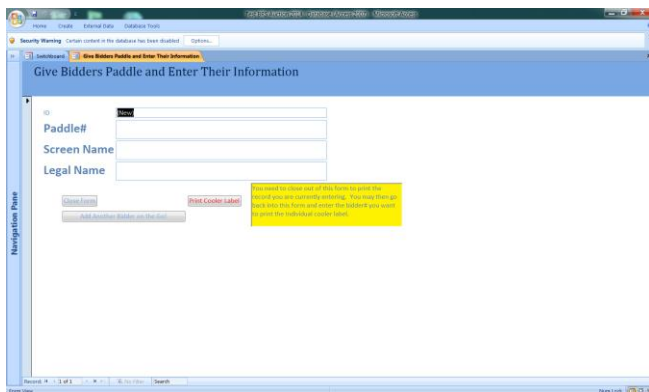 Home Create External Data Database Tools
Security Warning Certain content in the database has been disabled Options...
Switchboard Give Bidders Paddle and Enter Their Information
Give Bidders Paddle and Enter Their Information
ID (New)
Paddle#
Screen Name
Legal Name
Close Form Print Cooler Label
Add Another Bidder on the Go!
You need to close out of this form to print the
record you are currently entering. You may then go
back into this form and enter the bidder# you want
to print the individual cooler label.
Navigation Pane
Record: 1 of 1 No Filter Search
Form View Num Lock